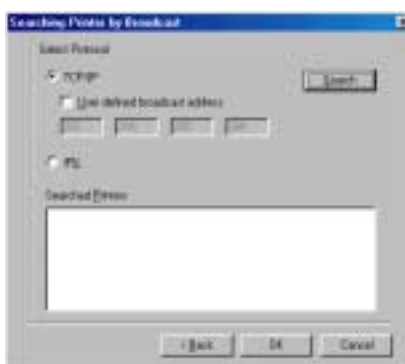 Searching Printer by Broadcast
Select Protocol
TCP/IP
Search
User defined broadcast address
IPX
Searched Printer
< Back
OK
Cancel